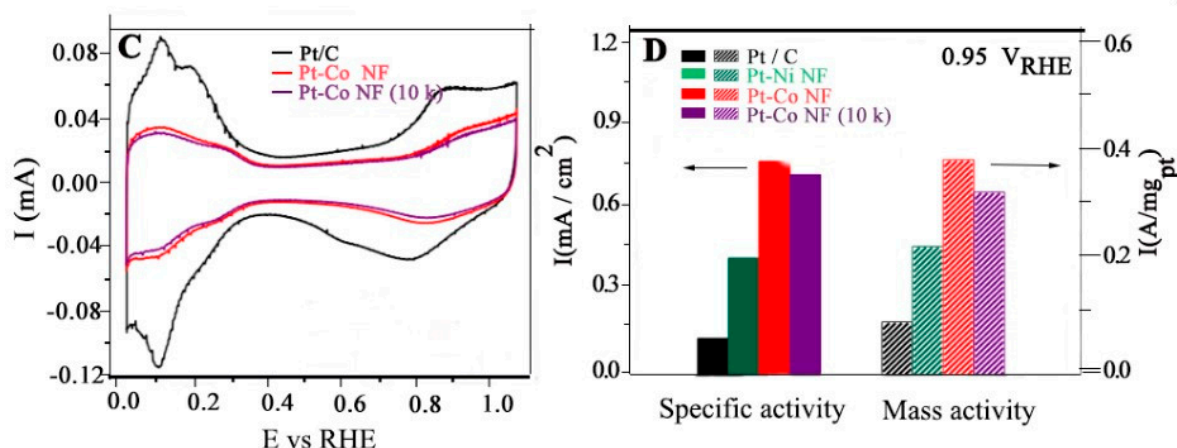 C
Pt/C
Pt-Co NF
Pt-Co NF (10 k)
0.08
0.04
0.00
-0.04
-0.08
-0.12
I (mA)
0.0 0.2 0.4 0.6 0.8 1.0
E vs RHE
D
0.95 V_RHE
Pt / C
Pt-Ni NF
Pt-Co NF
Pt-Co NF (10 k)
1.2
0.9
0.6
0.3
0.0
I(mA / cm²)
0.6
0.4
0.2
0.0
I(A/mg_pt)
Specific activity Mass activity